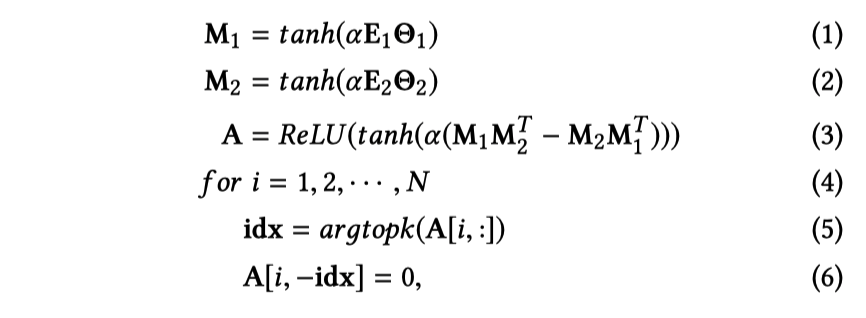 M₁ = tanh(αE₁Θ₁) (1)
M₂ = tanh(αE₂Θ₂) (2)
A = ReLU(tanh(α(M₁M₂ᵀ − M₂M₁ᵀ))) (3)
for i = 1, 2, ⋯ , N (4)
idx = argtopk(A[i, :]) (5)
A[i, −idx] = 0, (6)